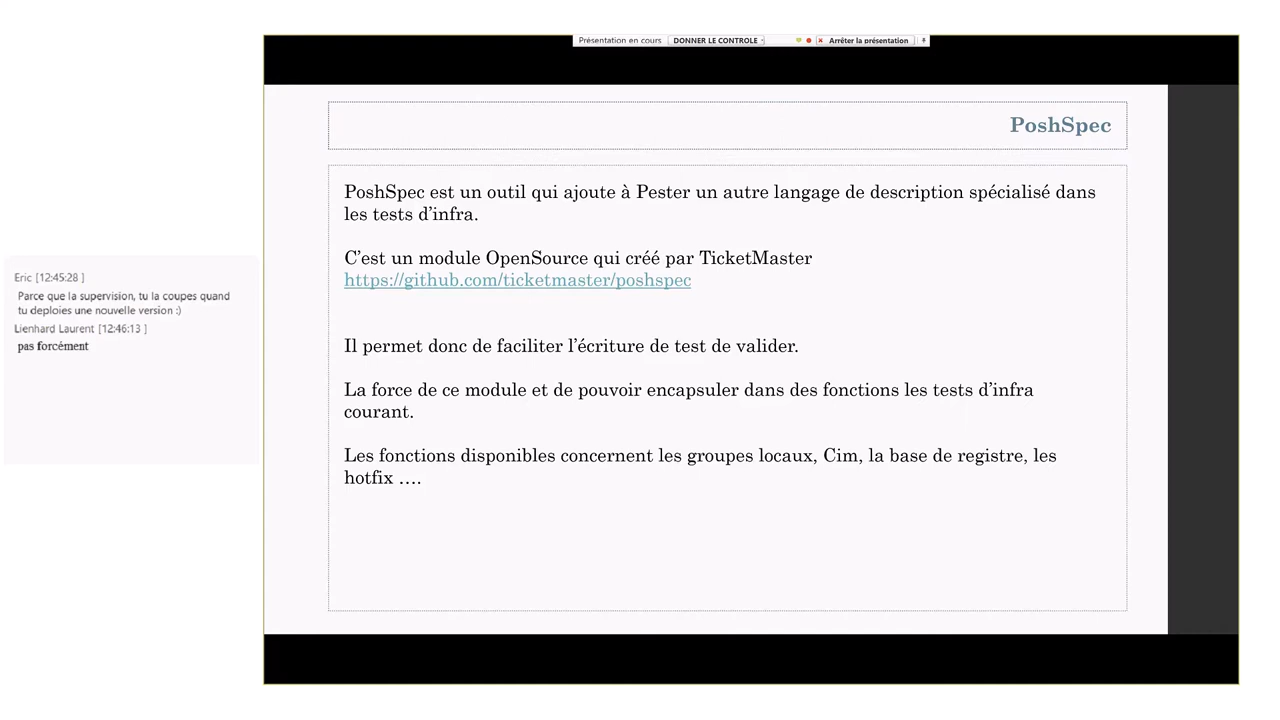 Présentation en cours DONNER LE CONTROLE Arrêter la présentation
PoshSpec
PoshSpec est un outil qui ajoute à Pester un autre langage de description spécialisé dans
les tests d’infra.
C’est un module OpenSource qui créé par TicketMaster
https://github.com/ticketmaster/poshspec
Il permet donc de faciliter l’écriture de test de valider.
La force de ce module et de pouvoir encapsuler dans des fonctions les tests d’infra
courant.
Les fonctions disponibles concernent les groupes locaux, Cim, la base de registre, les
hotfix ….
Eric [12:45:28 ]
Parce que la supervision, tu la coupes quand
tu deploies une nouvelle version :)
Lienhard Laurent [12:46:13 ]
pas forcément